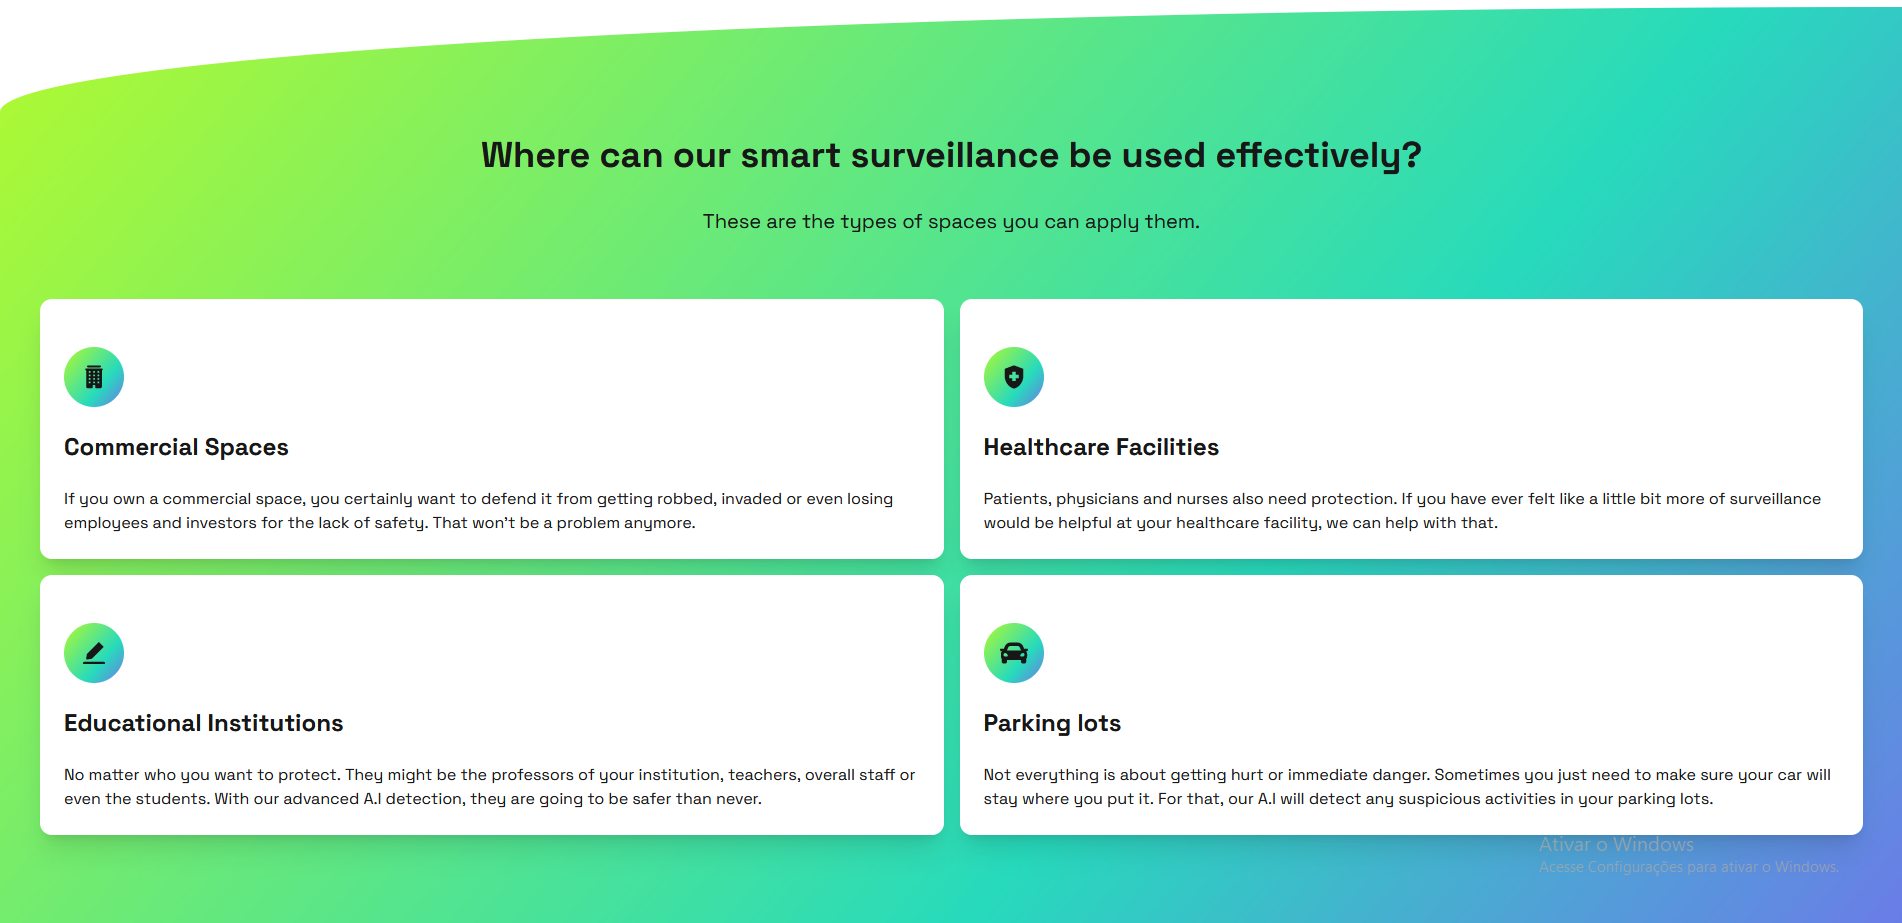 Where can our smart surveillance be used effectively?
These are the types of spaces you can apply them.
Commercial Spaces
If you own a commercial space, you certainly want to defend it from getting robbed, invaded or even losing
employees and investors for the lack of safety. That won't be a problem anymore.
Healthcare Facilities
Patients, physicians and nurses also need protection. If you have ever felt like a little bit more of surveillance
would be helpful at your healthcare facility, we can help with that.
Educational Institutions
No matter who you want to protect. They might be the professors of your institution, teachers, overall staff or
even the students. With our advanced A.I detection, they are going to be safer than never.
Parking lots
Not everything is about getting hurt or immediate danger. Sometimes you just need to make sure your car will
stay where you put it. For that, our A.I will detect any suspicious activities in your parking lots.
Ativar o Windows
Acesse Configurações para ativar o Windows.